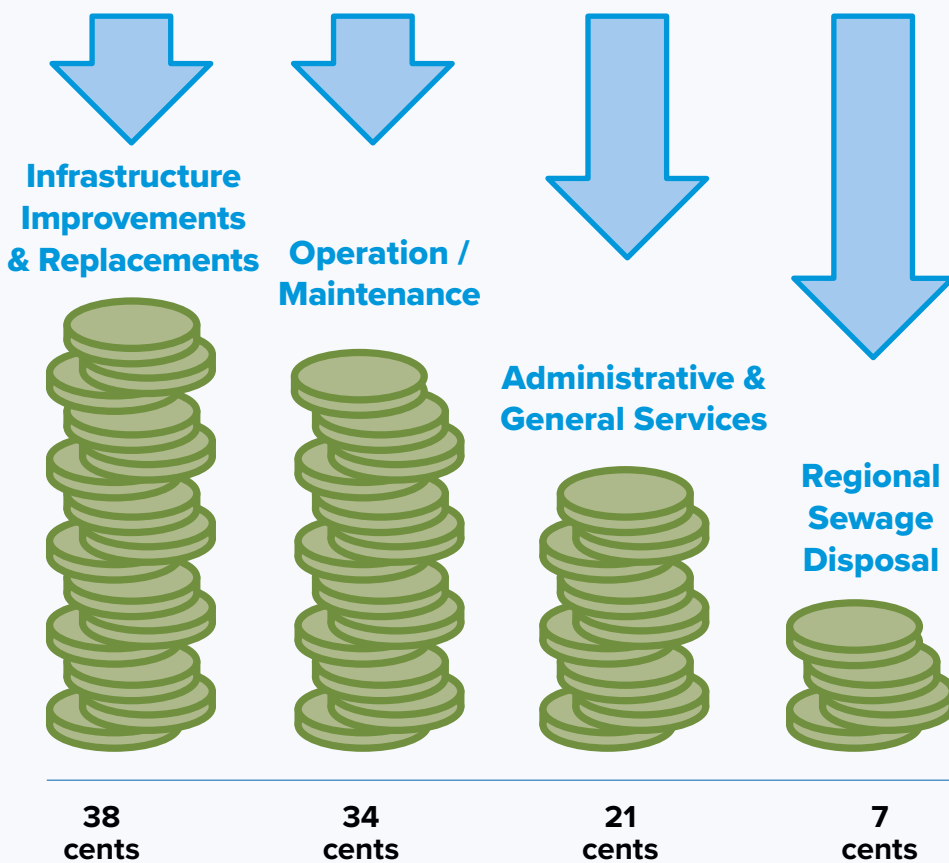 Infrastructure
Improvements
& Replacements
Operation /
Maintenance
Administrative &
General Services
Regional
Sewage
Disposal
38
cents
34
cents
21
cents
7
cents